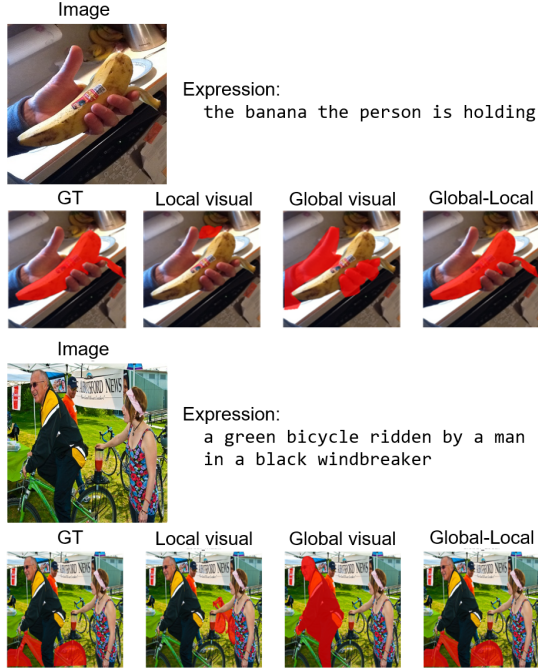 Image
Expression:
the banana the person is holding
GT Local visual Global visual Global-Local
Image
NEWS
Expression:
a green bicycle ridden by a man
in a black windbreaker
GT Local visual Global visual Global-Local